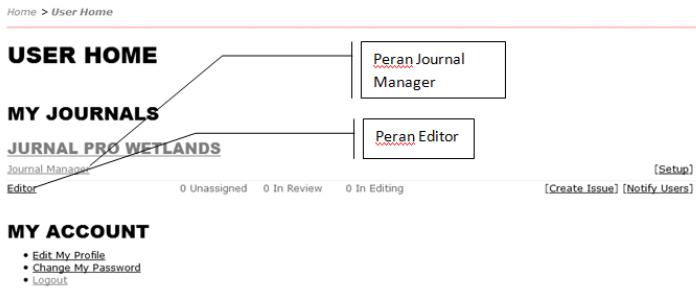 Home > User Home
USER HOME
Peran Journal
Manager
MY JOURNALS
Peran Editor
JURNAL PRO WETLANDS
Journal Manager [Setup]
Editor 0 Unassigned 0 In Review 0 In Editing [Create Issue] [Notify Users]
MY ACCOUNT
• Edit My Profile
• Change My Password
• Logout